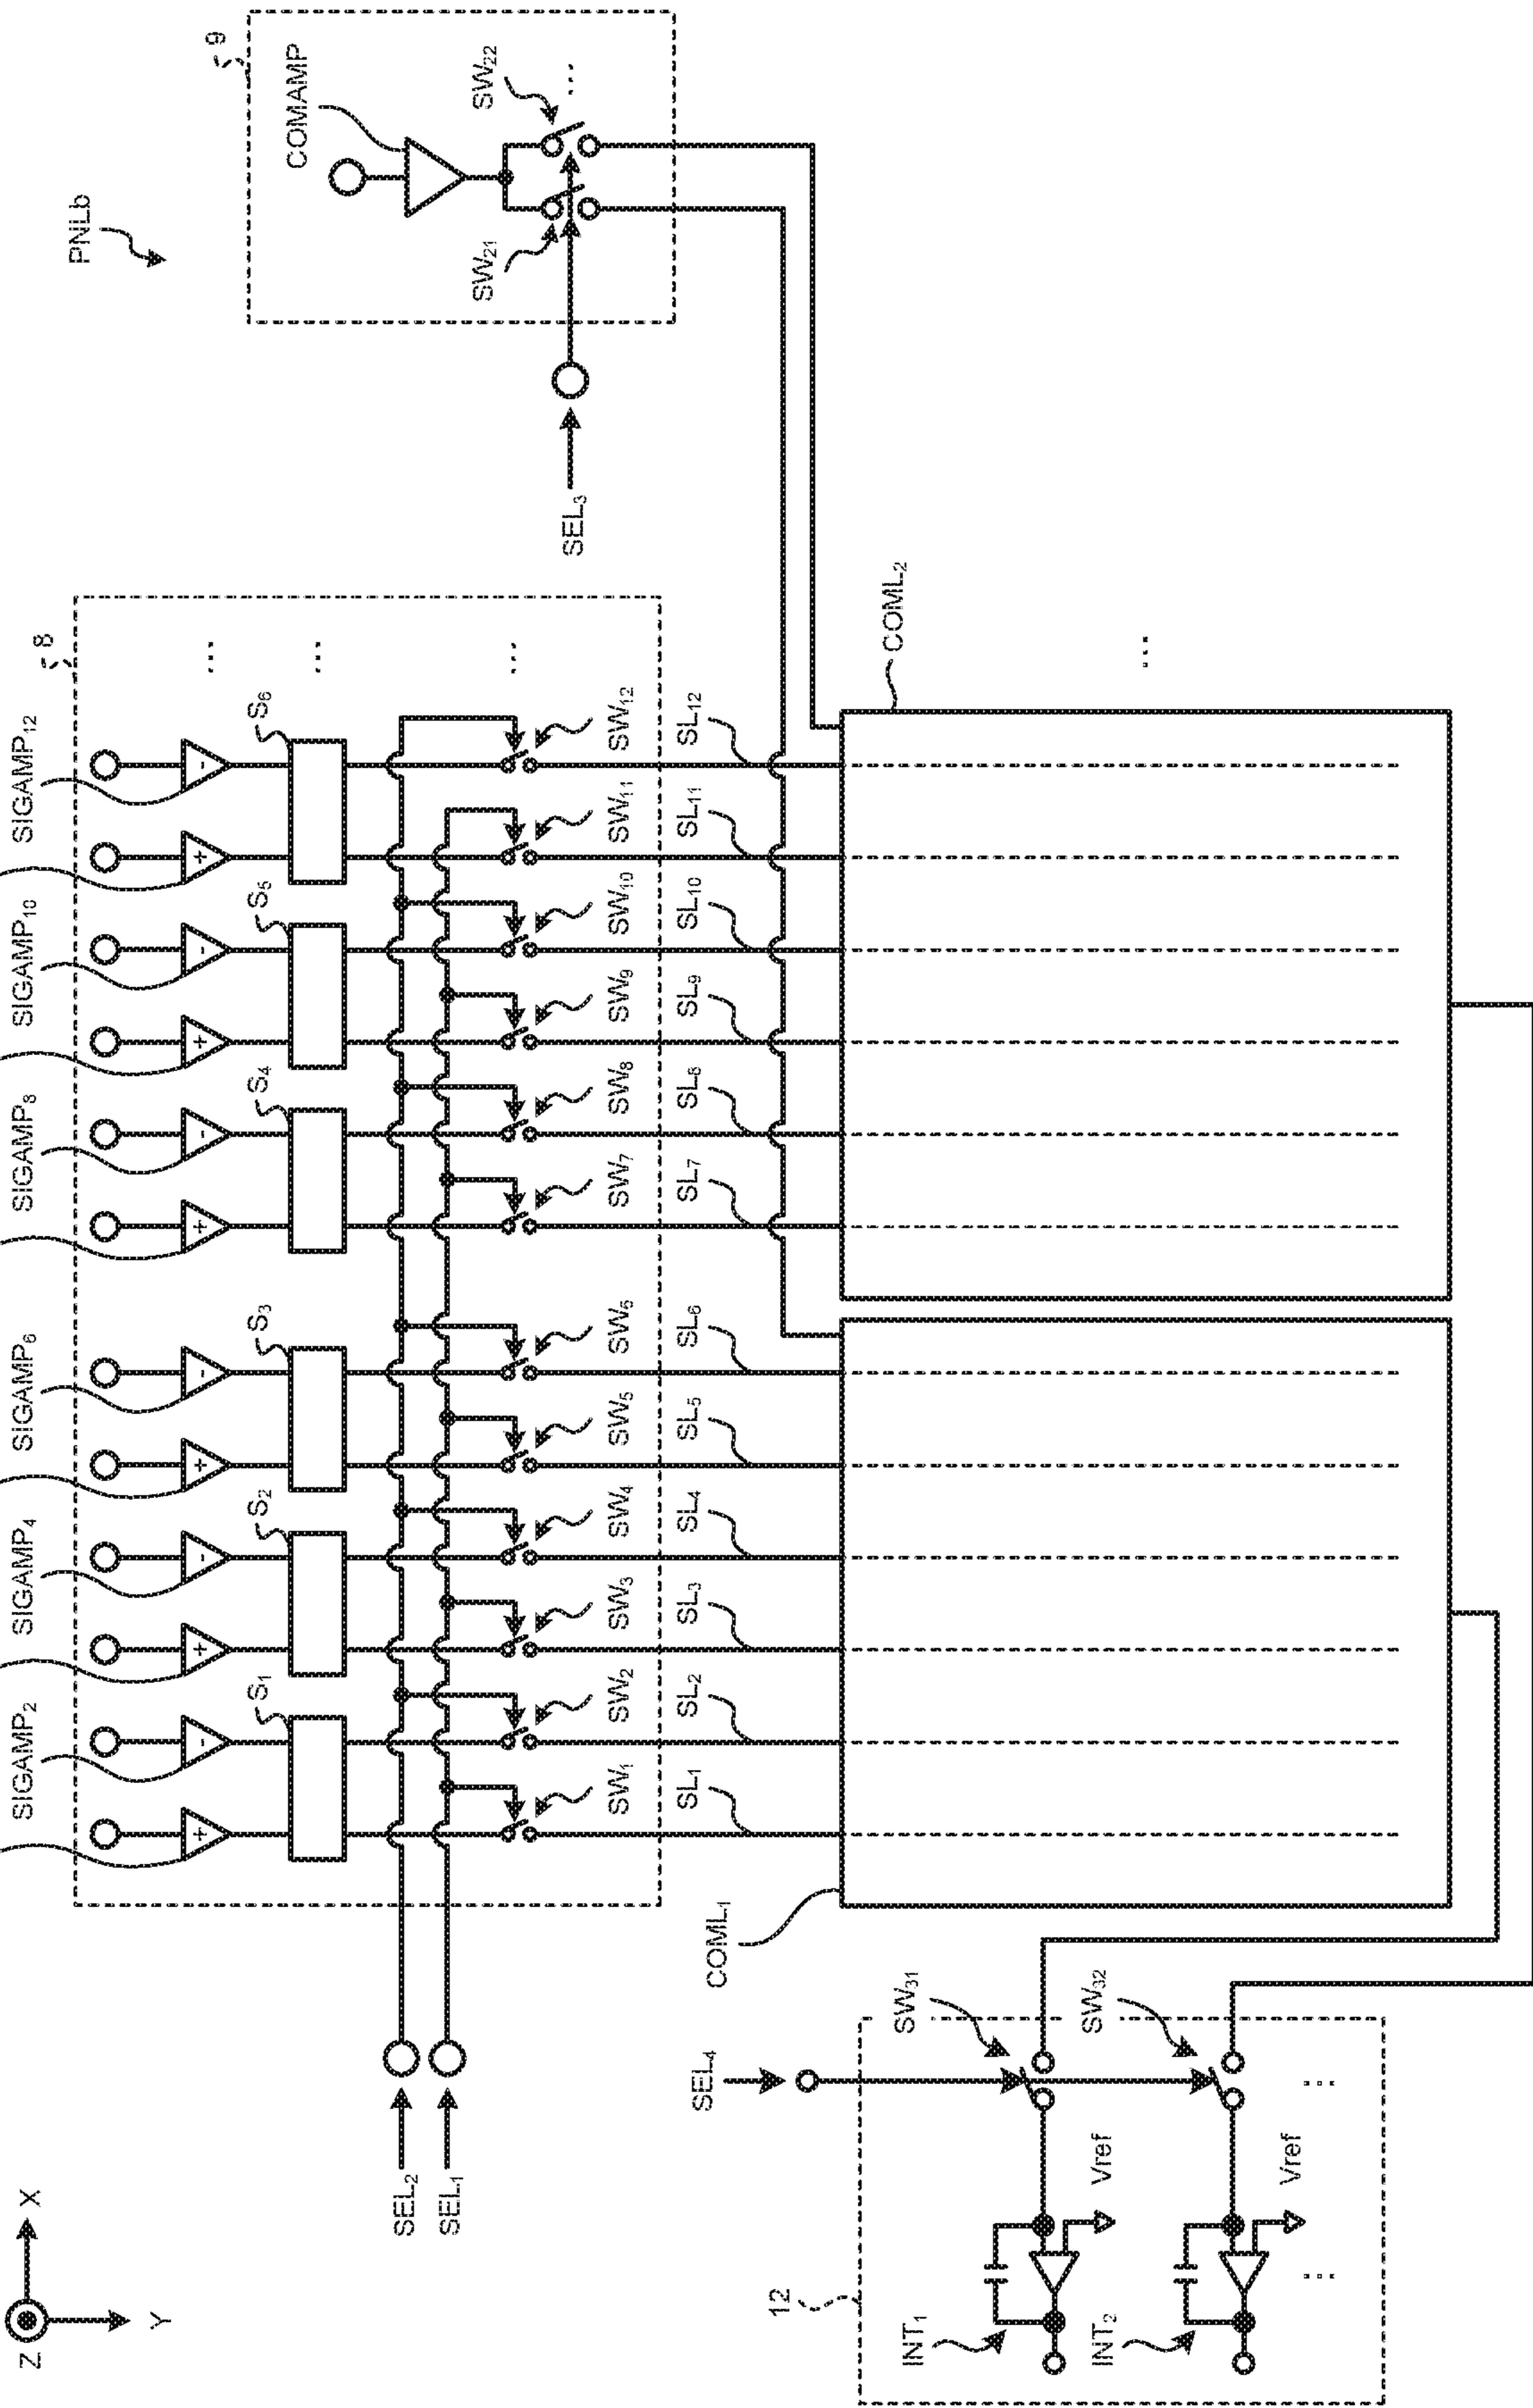 Z
X
Y
PNLb
SIGAMP₂
SIGAMP₄
SIGAMP₆
SIGAMP₈
SIGAMP₁₀
SIGAMP₁₂
8
9
COMAMP
+
-
+
-
+
-
+
-
+
-
+
-
...
S₁
S₂
S₃
S₄
S₅
S₆
...
SEL₂
SEL₁
...
SW₂₁
SW₂₂
...
SEL₃
SW₁
SW₂
SW₃
SW₄
SW₅
SW₆
SW₇
SW₈
SW₉
SW₁₀
SW₁₁
SW₁₂
SL₁
SL₂
SL₃
SL₄
SL₅
SL₆
SL₇
SL₈
SL₉
SL₁₀
SL₁₁
SL₁₂
COML₁
COML₂
...
SEL₄
12
SW₃₁
INT₁
Vref
SW₃₂
INT₂
Vref
...
...